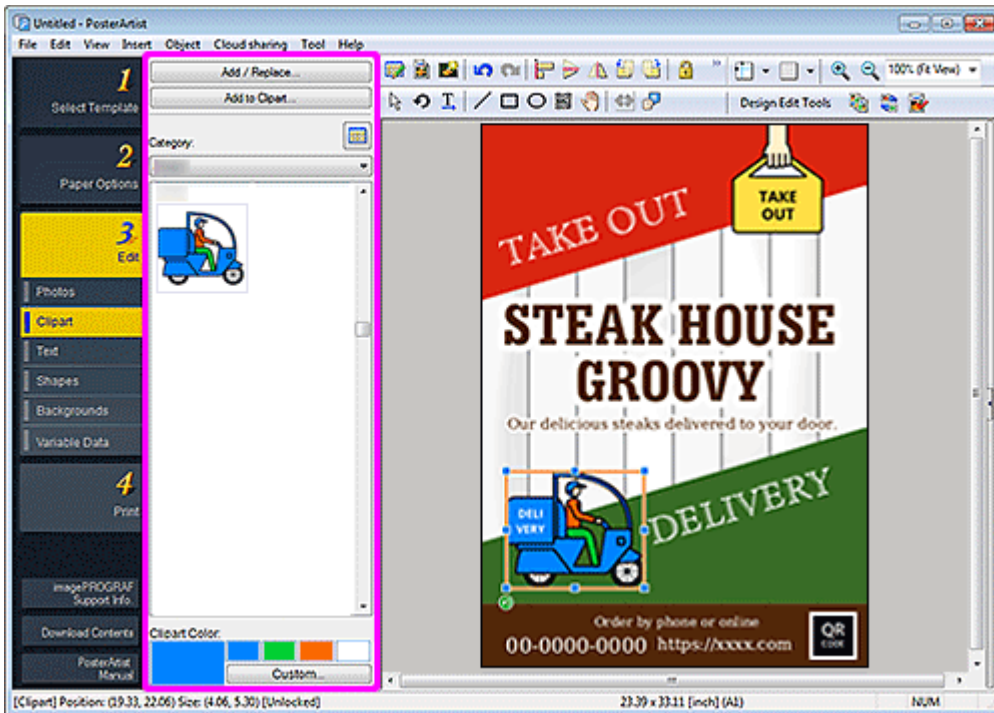 Untitled - PosterArtist
File Edit View Insert Object Cloud sharing Tool Help
1
Select Template
2
Paper Options
3
Edit
Photos
Clipart
Text
Shapes
Backgrounds
Variable Data
4
Print
imagePROGRAF
Support Info.
Download Contents
PosterArtist
Manual
Add / Replace...
Add to Clipart...
Category:
Clipart Color:
Custom...
100% (Fit View)
Design Edit Tools
TAKE
OUT
TAKE OUT
STEAK HOUSE
GROOVY
Our delicious steaks delivered to your door.
DELI
VERY
DELIVERY
Order by phone or online
00-0000-0000 https://xxxx.com
QR
CODE
[Clipart] Position: (19.33, 22.06) Size: (4.06, 5.30) [Unlocked]
23.39 x 33.11 [inch] (A1)
NUM